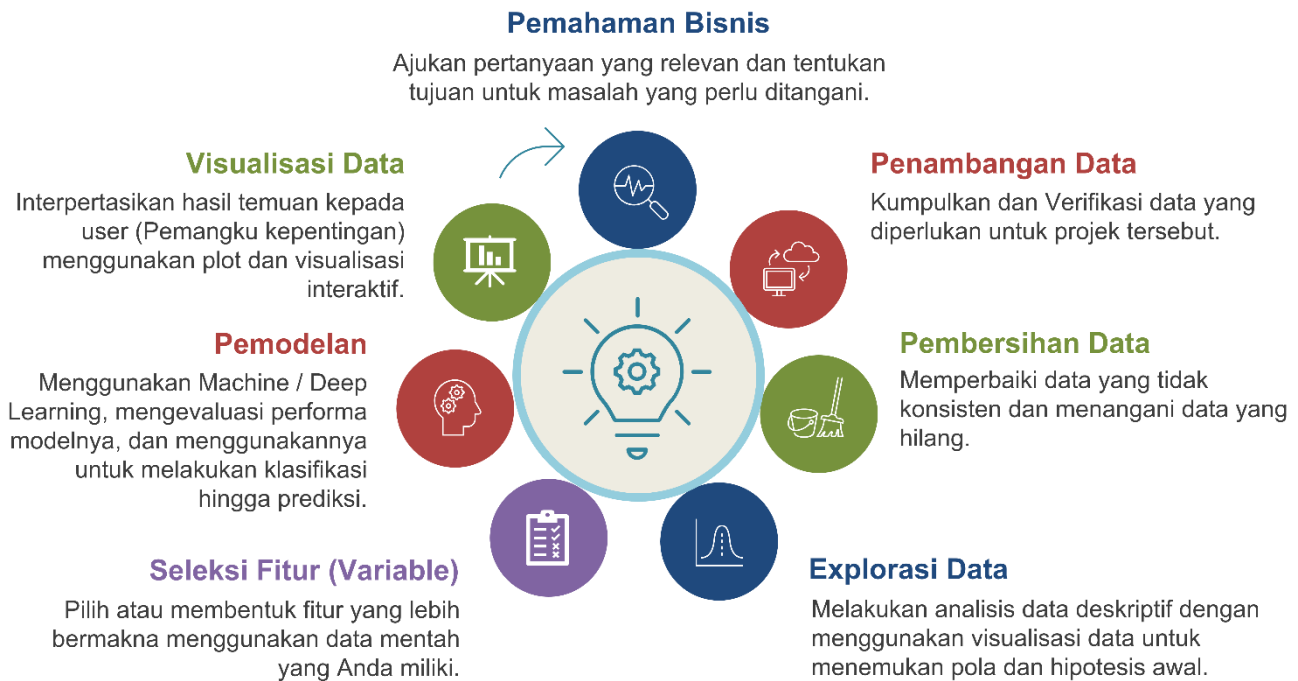 Pemahaman Bisnis
Ajukan pertanyaan yang relevan dan tentukan
tujuan untuk masalah yang perlu ditangani.
Penambangan Data
Kumpulkan dan Verifikasi data yang
diperlukan untuk projek tersebut.
Pembersihan Data
Memperbaiki data yang tidak
konsisten dan menangani data yang
hilang.
Explorasi Data
Melakukan analisis data deskriptif dengan
menggunakan visualisasi data untuk
menemukan pola dan hipotesis awal.
Seleksi Fitur (Variable)
Pilih atau membentuk fitur yang lebih
bermakna menggunakan data mentah
yang Anda miliki.
Pemodelan
Menggunakan Machine / Deep
Learning, mengevaluasi performa
modelnya, dan menggunakannya
untuk melakukan klasifikasi
hingga prediksi.
Visualisasi Data
Interpertasikan hasil temuan kepada
user (Pemangku kepentingan)
menggunakan plot dan visualisasi
interaktif.